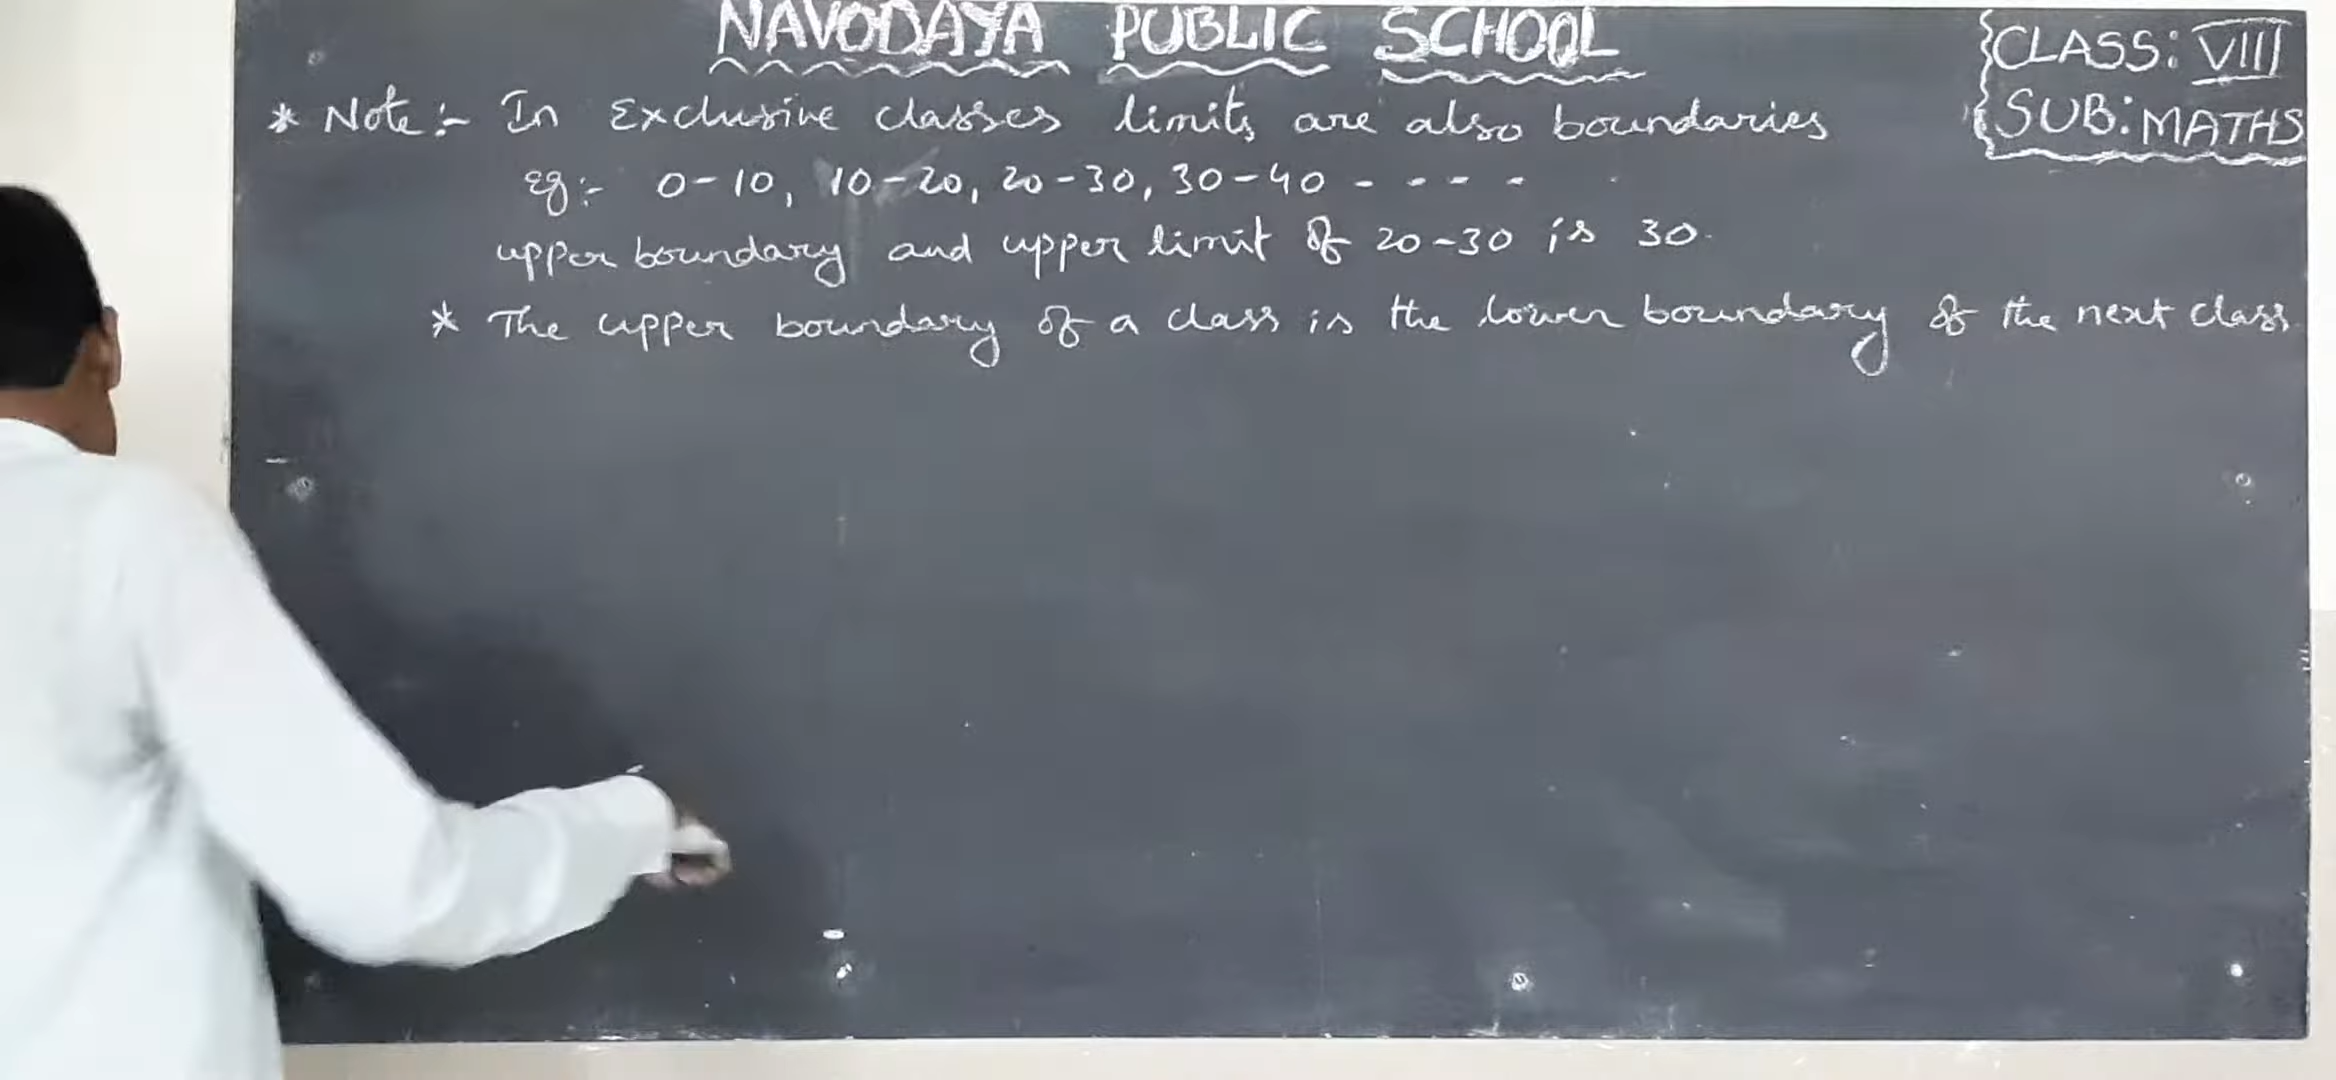 NAVODAYA PUBLIC SCHOOL
{CLASS: VIII
{SUB: MATHS
* Note:- In Exclusive classes limits are also boundaries
eg:- 0-10, 10-20, 20-30, 30-40 - - - -
upper boundary and upper limit of 20-30 is 30.
* The upper boundary of a class is the lower boundary of the next class.